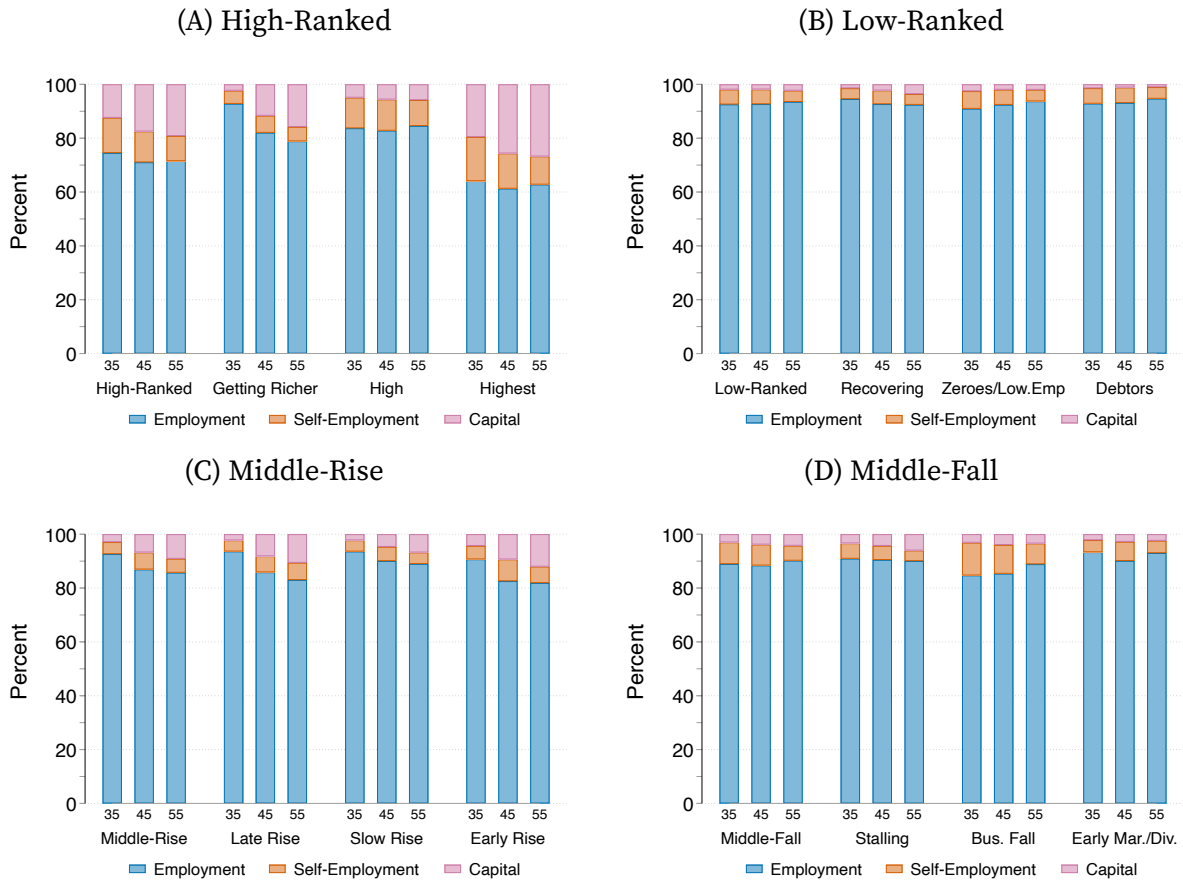 (A) High-Ranked
Percent
100
80
60
40
20
0
35 45 55 35 45 55 35 45 55 35 45 55
High-Ranked Getting Richer High Highest
Employment Self-Employment Capital
(B) Low-Ranked
Percent
100
80
60
40
20
0
35 45 55 35 45 55 35 45 55 35 45 55
Low-Ranked Recovering Zeroes/Low.Emp Debtors
Employment Self-Employment Capital
(C) Middle-Rise
Percent
100
80
60
40
20
0
35 45 55 35 45 55 35 45 55 35 45 55
Middle-Rise Late Rise Slow Rise Early Rise
Employment Self-Employment Capital
(D) Middle-Fall
Percent
100
80
60
40
20
0
35 45 55 35 45 55 35 45 55 35 45 55
Middle-Fall Stalling Bus. Fall Early Mar./Div.
Employment Self-Employment Capital